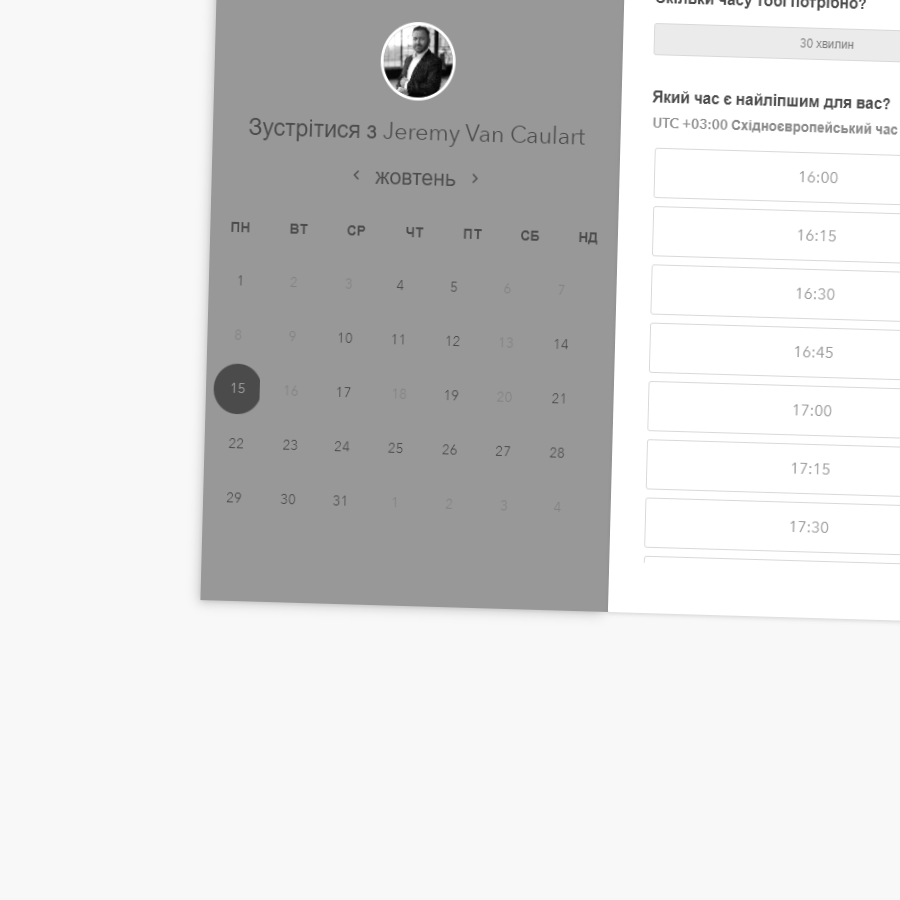 Зустрітися з Jeremy Van Caulart
‹ жовтень ›
ПН ВТ СР ЧТ ПТ СБ НД
1 2 3 4 5 6 7
8 9 10 11 12 13 14
15 16 17 18 19 20 21
22 23 24 25 26 27 28
29 30 31 1 2 3 4
Скільки часу тобі потрібно?
30 хвилин
Який час є найліпшим для вас?
UTC +03:00 Східноєвропейський час
16:00
16:15
16:30
16:45
17:00
17:15
17:30